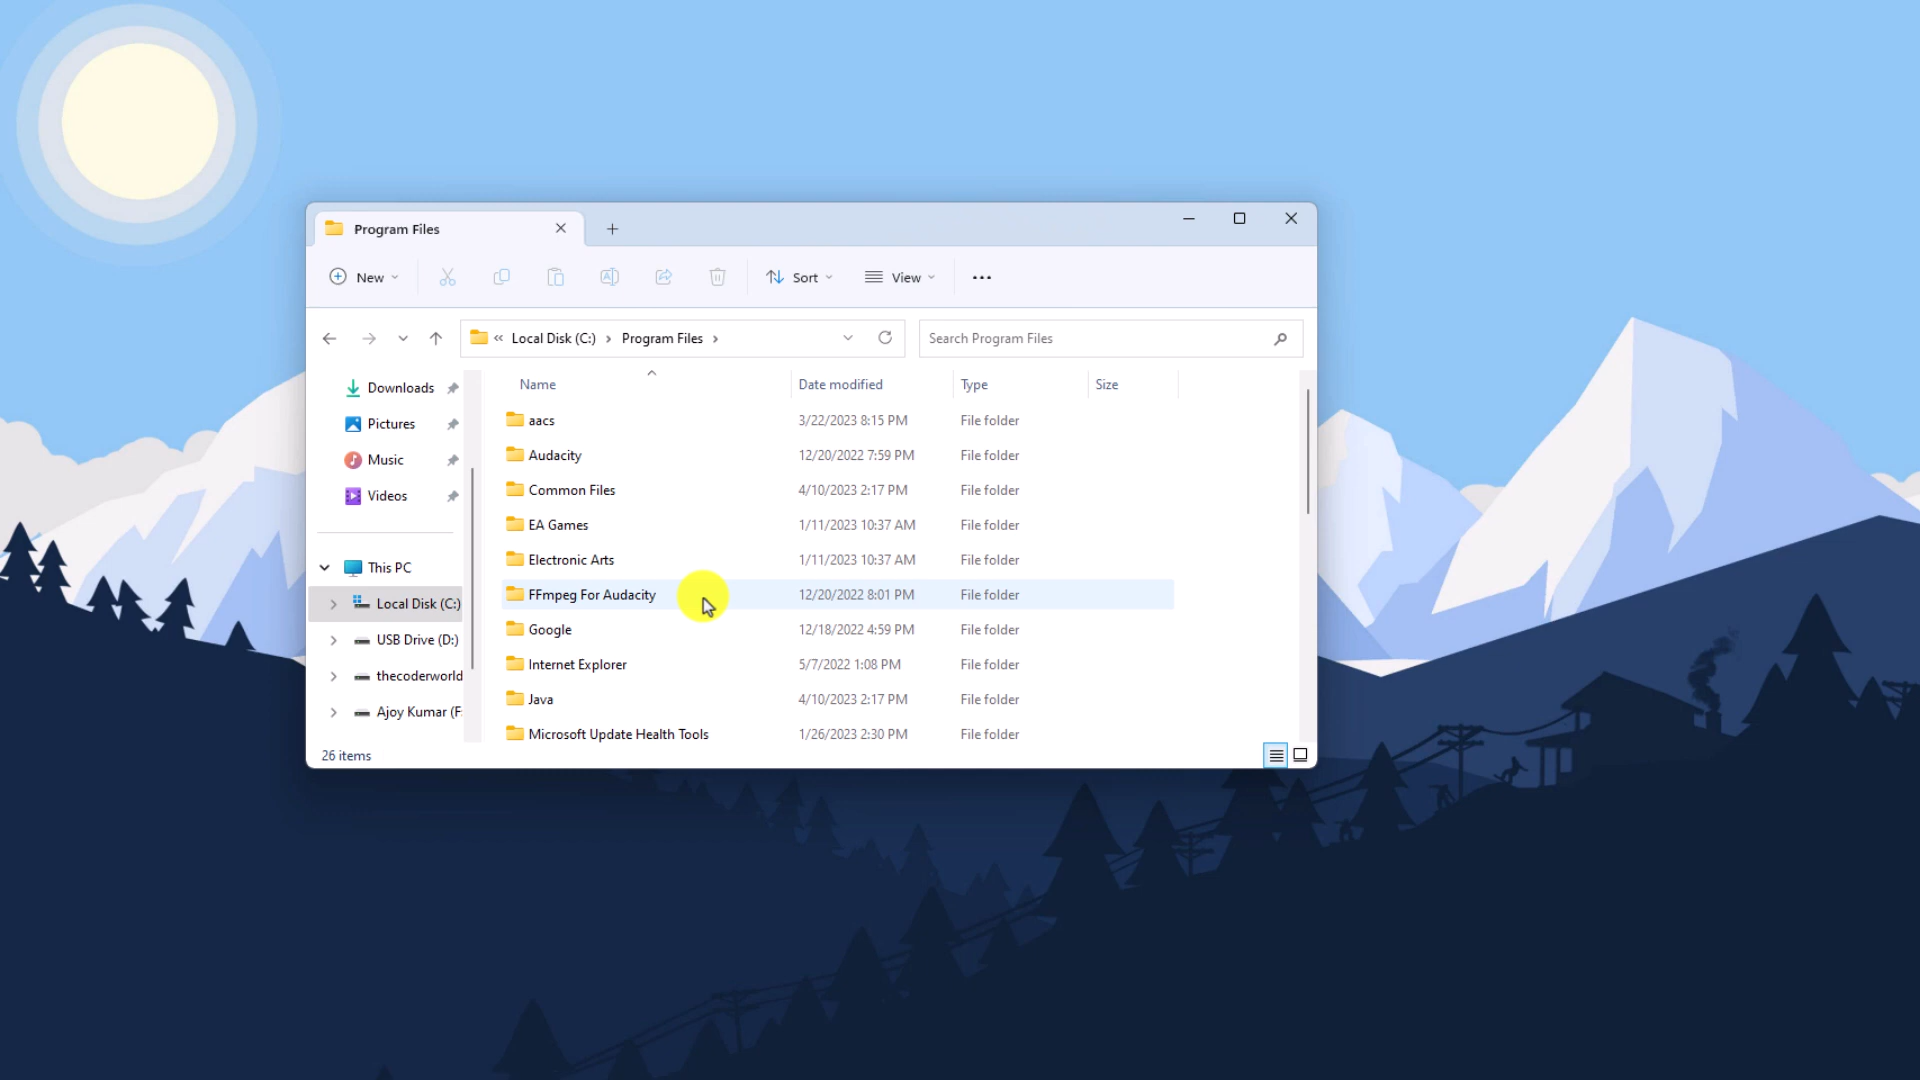 Program Files
New
Sort
View
« Local Disk (C:) > Program Files >
Search Program Files
Downloads
Pictures
Music
Videos
This PC
Local Disk (C:)
USB Drive (D:)
thecoderworld
Ajoy Kumar (F:
Name Date modified Type Size
aacs 3/22/2023 8:15 PM File folder
Audacity 12/20/2022 7:59 PM File folder
Common Files 4/10/2023 2:17 PM File folder
EA Games 1/11/2023 10:37 AM File folder
Electronic Arts 1/11/2023 10:37 AM File folder
FFmpeg For Audacity 12/20/2022 8:01 PM File folder
Google 12/18/2022 4:59 PM File folder
Internet Explorer 5/7/2022 1:08 PM File folder
Java 4/10/2023 2:17 PM File folder
Microsoft Update Health Tools 1/26/2023 2:30 PM File folder
26 items